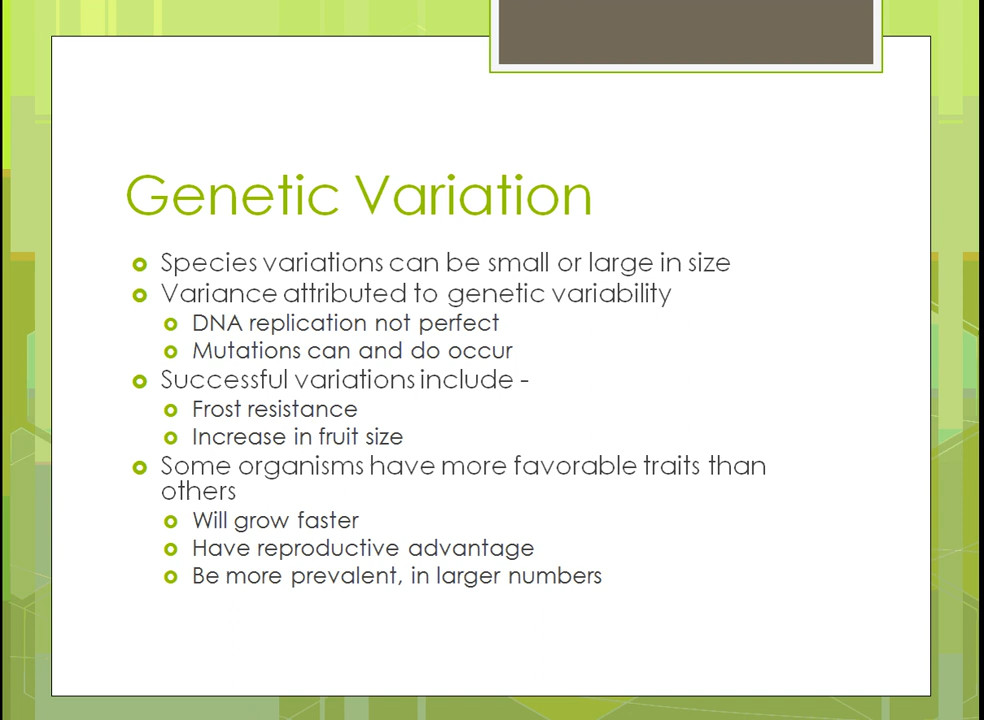 Genetic Variation
Species variations can be small or large in size
Variance attributed to genetic variability
DNA replication not perfect
Mutations can and do occur
Successful variations include -
Frost resistance
Increase in fruit size
Some organisms have more favorable traits than
others
Will grow faster
Have reproductive advantage
Be more prevalent, in larger numbers